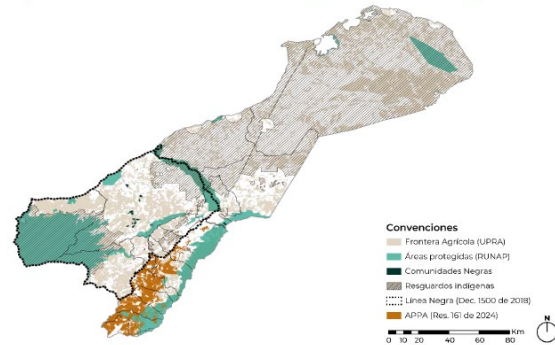 Convenciones
Frontera Agrícola (UPRA)
Áreas protegidas (RUNAP)
Comunidades Negras
Resguardos indígenas
Línea Negra (Dec. 1500 de 2018)
APPA (Res. 161 de 2024)
Km
0 10 20 40 60 80
N